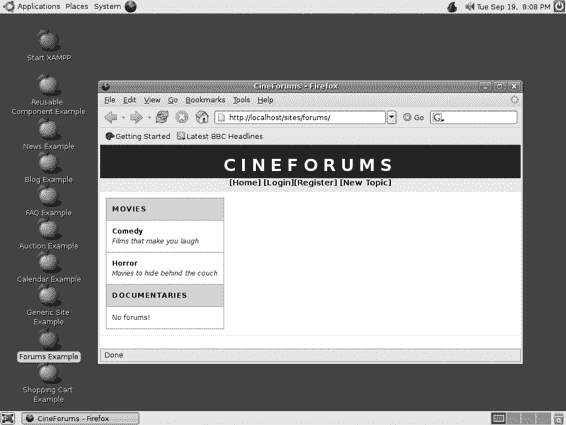 Applications Places System
Tue Sep 19, 8:08 PM
Start XAMPP
Reusable
Component Example
News Example
Blog Example
FAQ Example
Auction Example
Calendar Example
Generic Site
Example
Forums Example
Shopping Cart
Example
CineForums - Firefox
File Edit View Go Bookmarks Tools Help
http://localhost/sites/forums/
Go
G
Getting Started Latest BBC Headlines
CINEFORUMS
[Home] [Login][Register] [New Topic]
MOVIES
Comedy
Films that make you laugh
Horror
Movies to hide behind the couch
DOCUMENTARIES
No forums!
Done
CineForums - Firefox